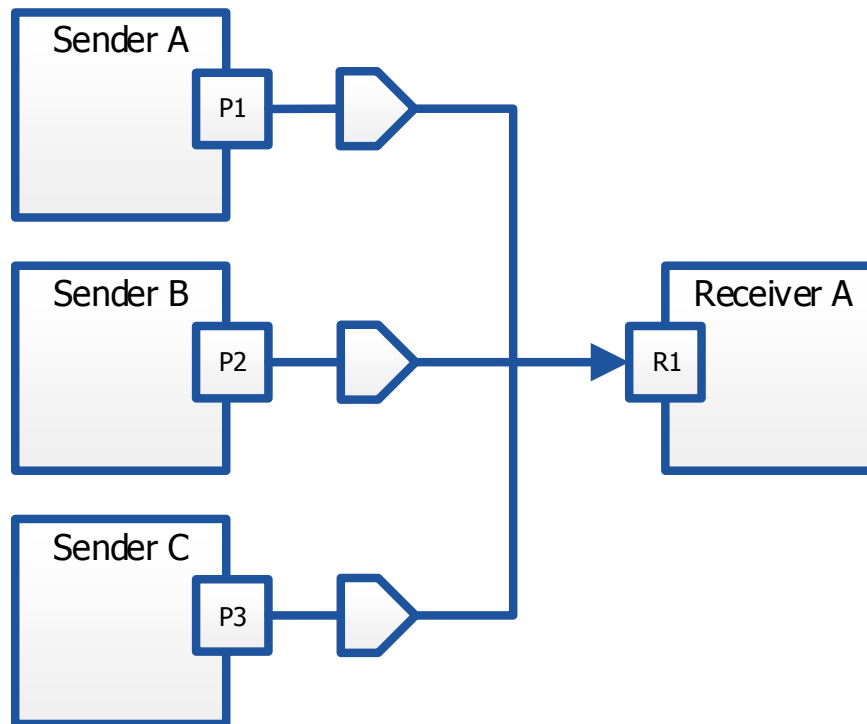 Sender A
P1
Sender B
Receiver A
P2
R1
Sender C
P3